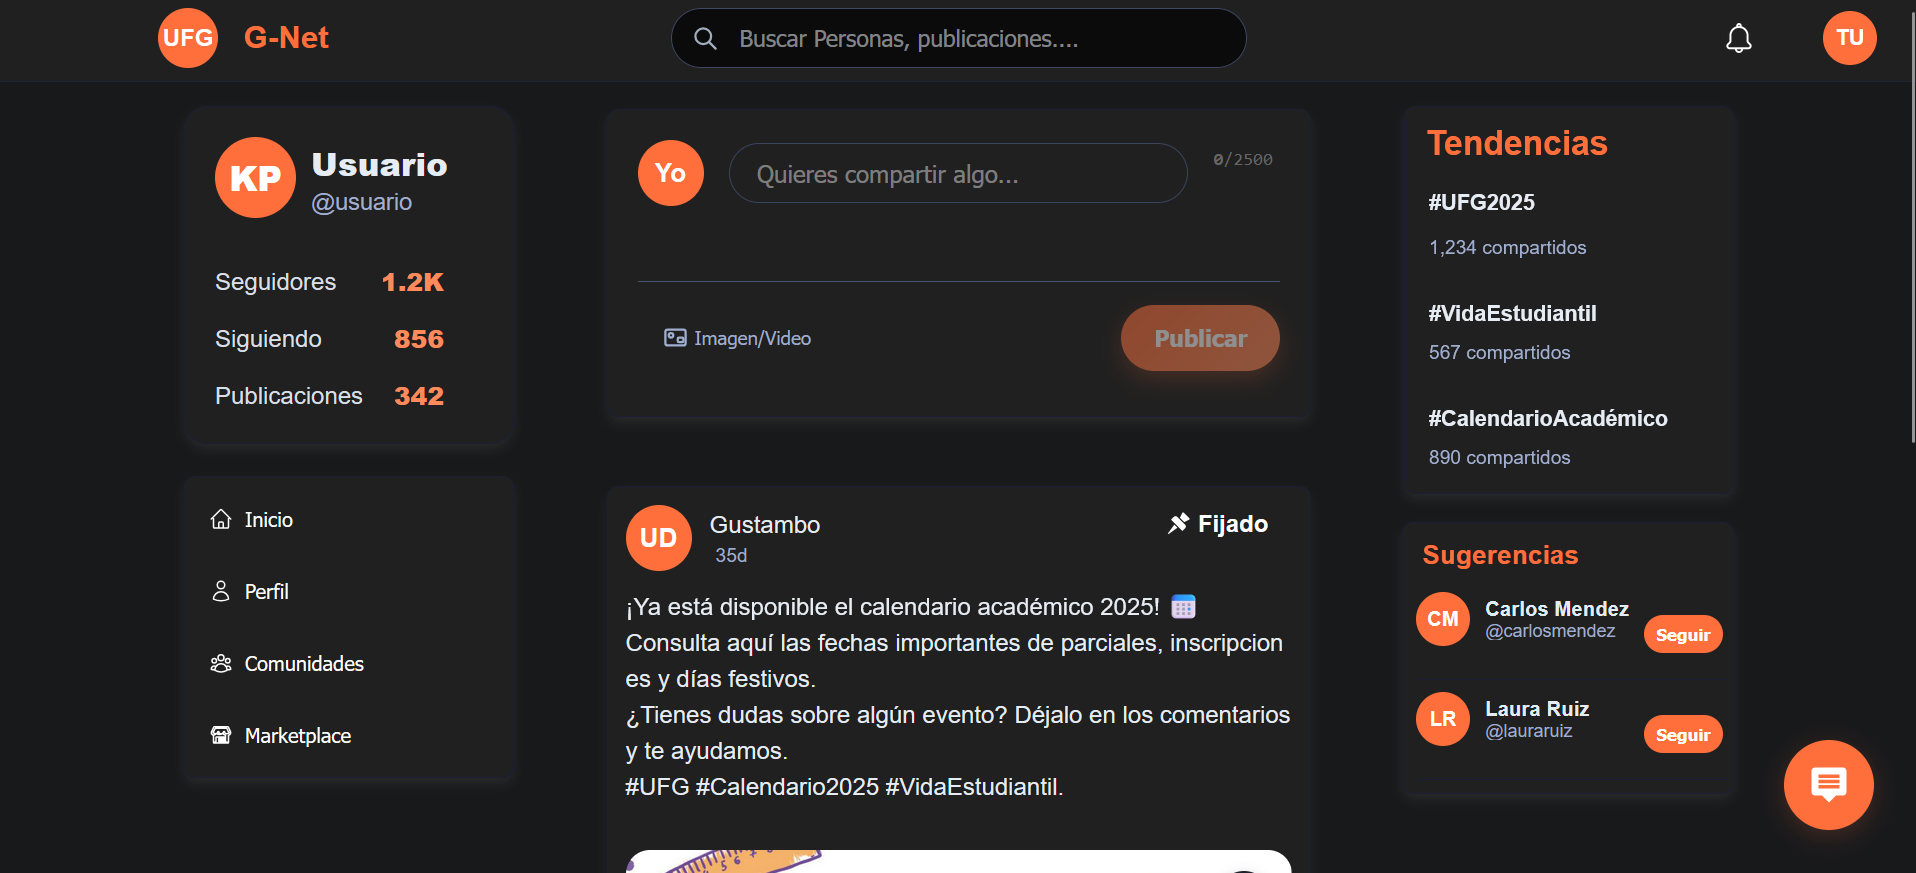 UFG G-Net
Buscar Personas, publicaciones....
TU
KP
Usuario
@usuario
Seguidores 1.2K
Siguiendo 856
Publicaciones 342
Inicio
Perfil
Comunidades
Marketplace
Yo
Quieres compartir algo...
0/2500
Imagen/Video
Publicar
UD
Gustambo
35d
Fijado
¡Ya está disponible el calendario académico 2025!
Consulta aquí las fechas importantes de parciales, inscripcion
es y días festivos.
¿Tienes dudas sobre algún evento? Déjalo en los comentarios
y te ayudamos.
#UFG #Calendario2025 #VidaEstudiantil.
Tendencias
#UFG2025
1,234 compartidos
#VidaEstudiantil
567 compartidos
#CalendarioAcadémico
890 compartidos
Sugerencias
CM
Carlos Mendez
@carlosmendez
Seguir
LR
Laura Ruiz
@lauraruiz
Seguir